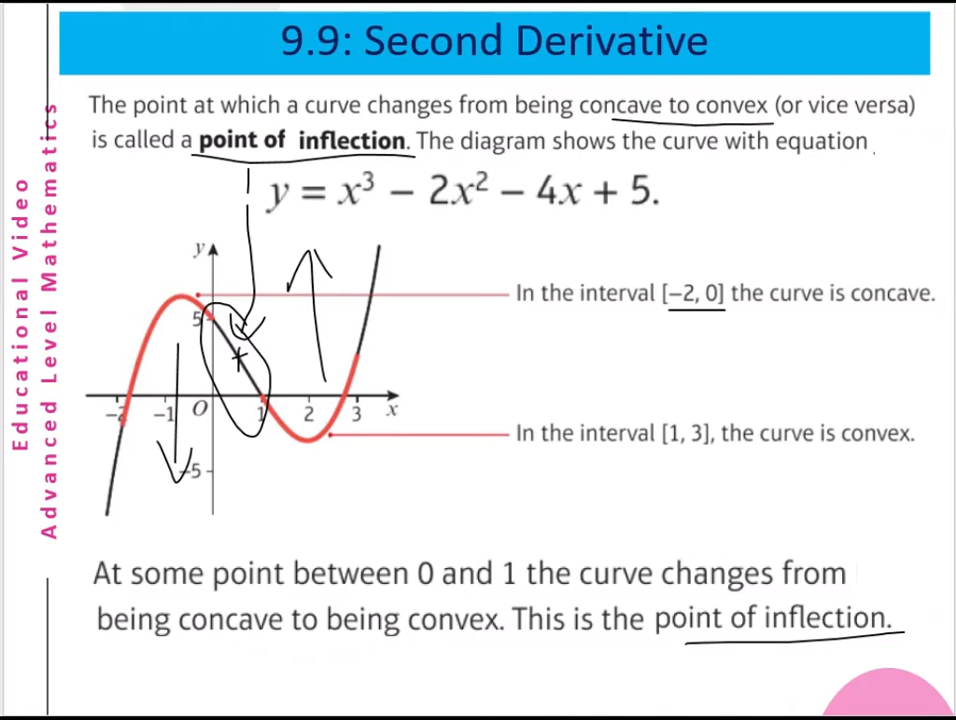 9.9: Second Derivative
The point at which a curve changes from being concave to convex (or vice versa)
is called a point of inflection. The diagram shows the curve with equation
y = x³ − 2x² − 4x + 5.
Educational Video
Advanced Level Mathematics
y
In the interval [−2, 0] the curve is concave.
5
−2 −1 O 1 2 3 x
In the interval [1, 3], the curve is convex.
−5
At some point between 0 and 1 the curve changes from
being concave to being convex. This is the point of inflection.